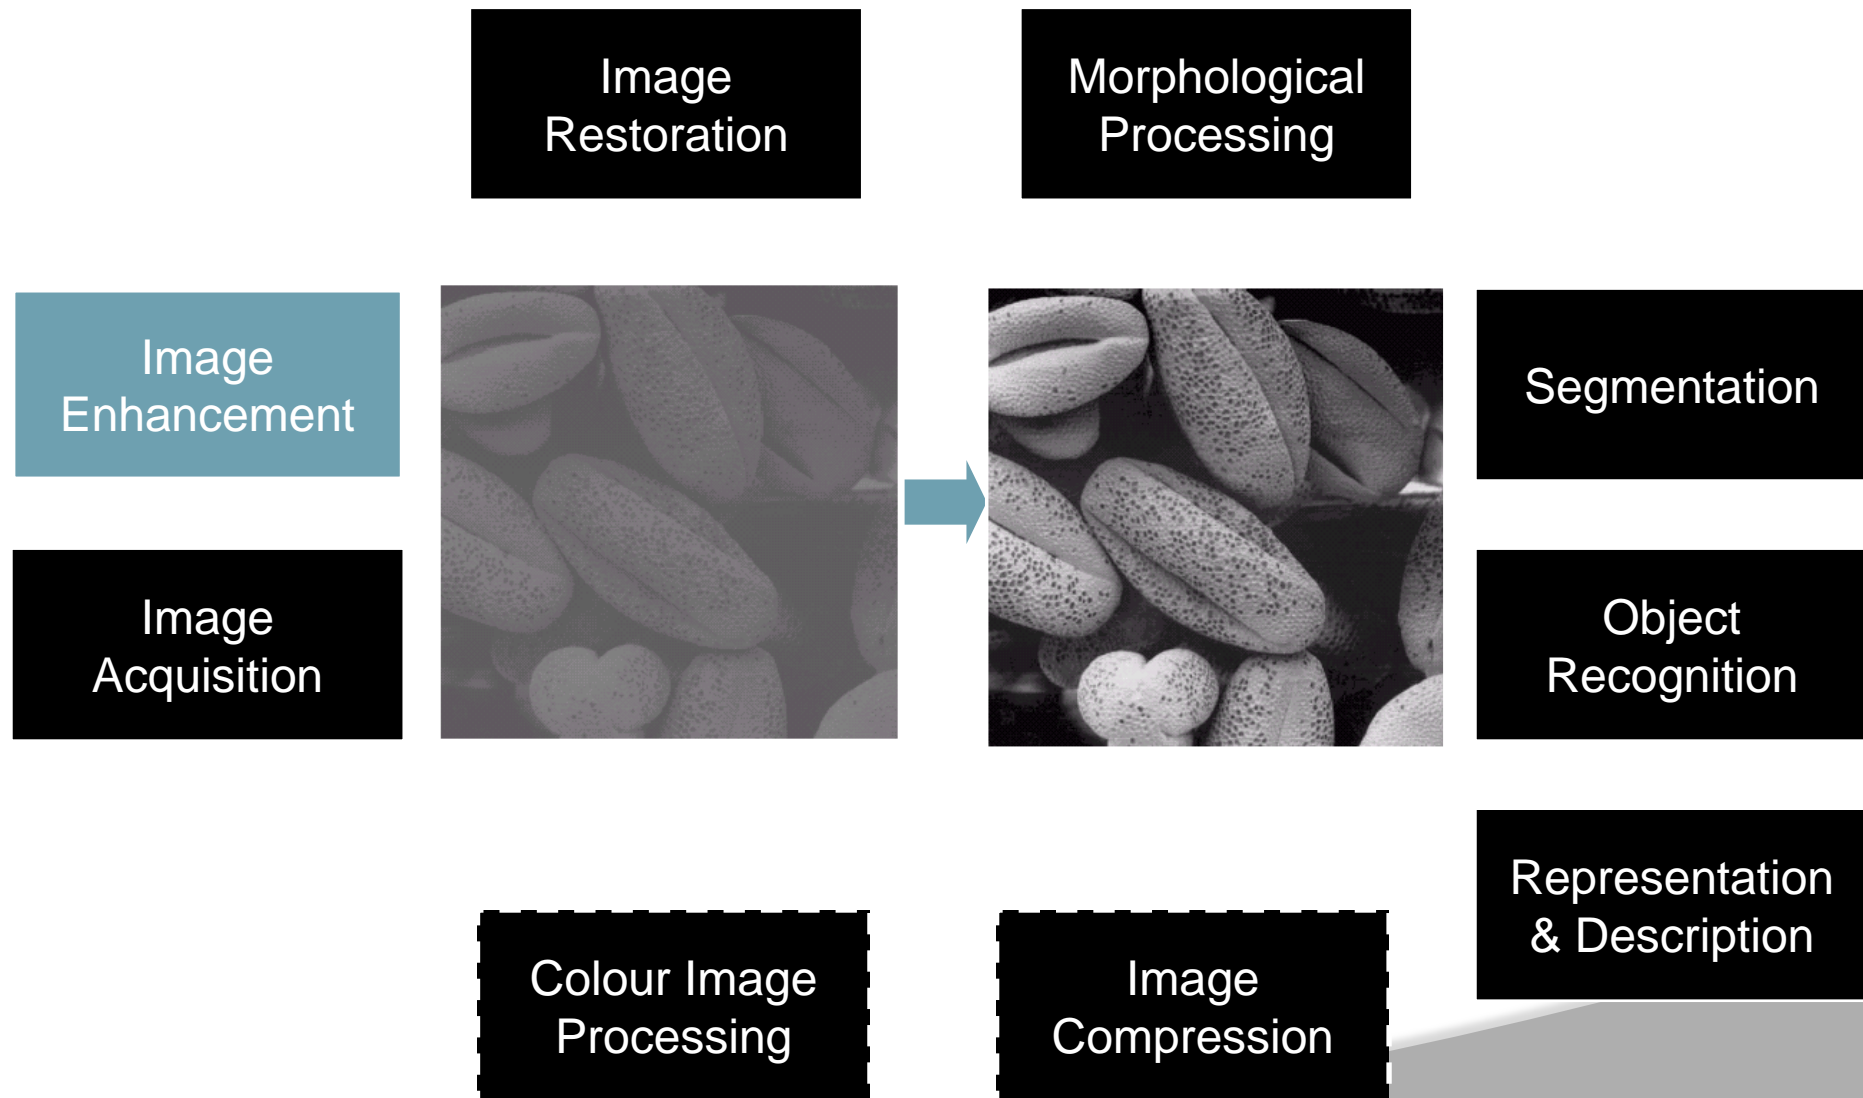 Image
Restoration
Morphological
Processing
Image
Enhancement
Segmentation
Image
Acquisition
Object
Recognition
Representation
& Description
Colour Image
Processing
Image
Compression